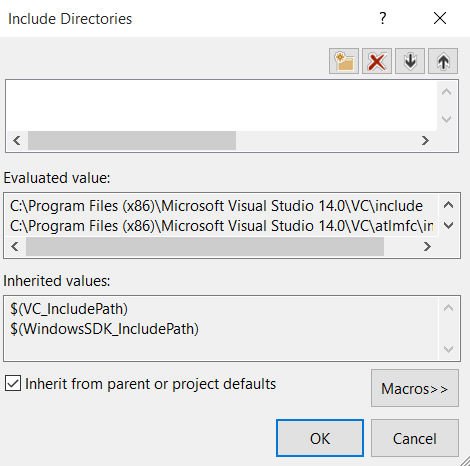 Include Directories
?
Evaluated value:
C:\Program Files (x86)\Microsoft Visual Studio 14.0\VC\include
C:\Program Files (x86)\Microsoft Visual Studio 14.0\VC\atlmfc\in
Inherited values:
$(VC_IncludePath)
$(WindowsSDK_IncludePath)
Inherit from parent or project defaults
Macros>>
OK
Cancel